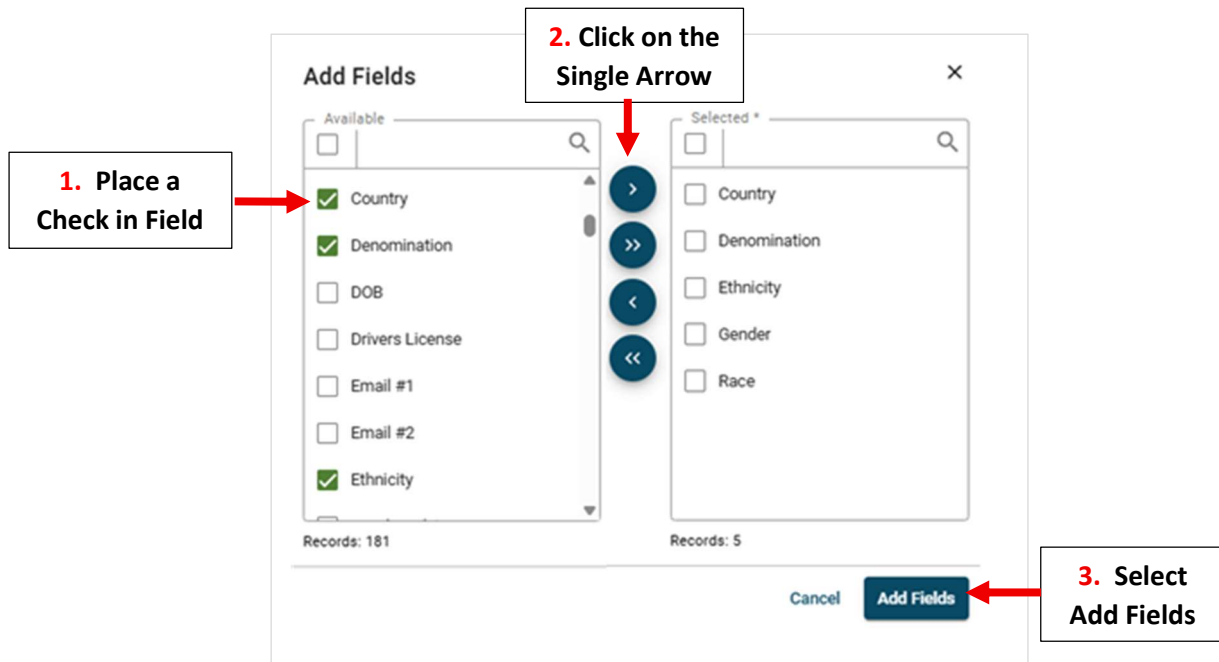 2. Click on the
Single Arrow
Add Fields
Available
Selected *
1. Place a
Check in Field
Country
Denomination
DOB
Drivers License
Email #1
Email #2
Ethnicity
Country
Denomination
Ethnicity
Gender
Race
Records: 181
Records: 5
Cancel
Add Fields
3. Select
Add Fields